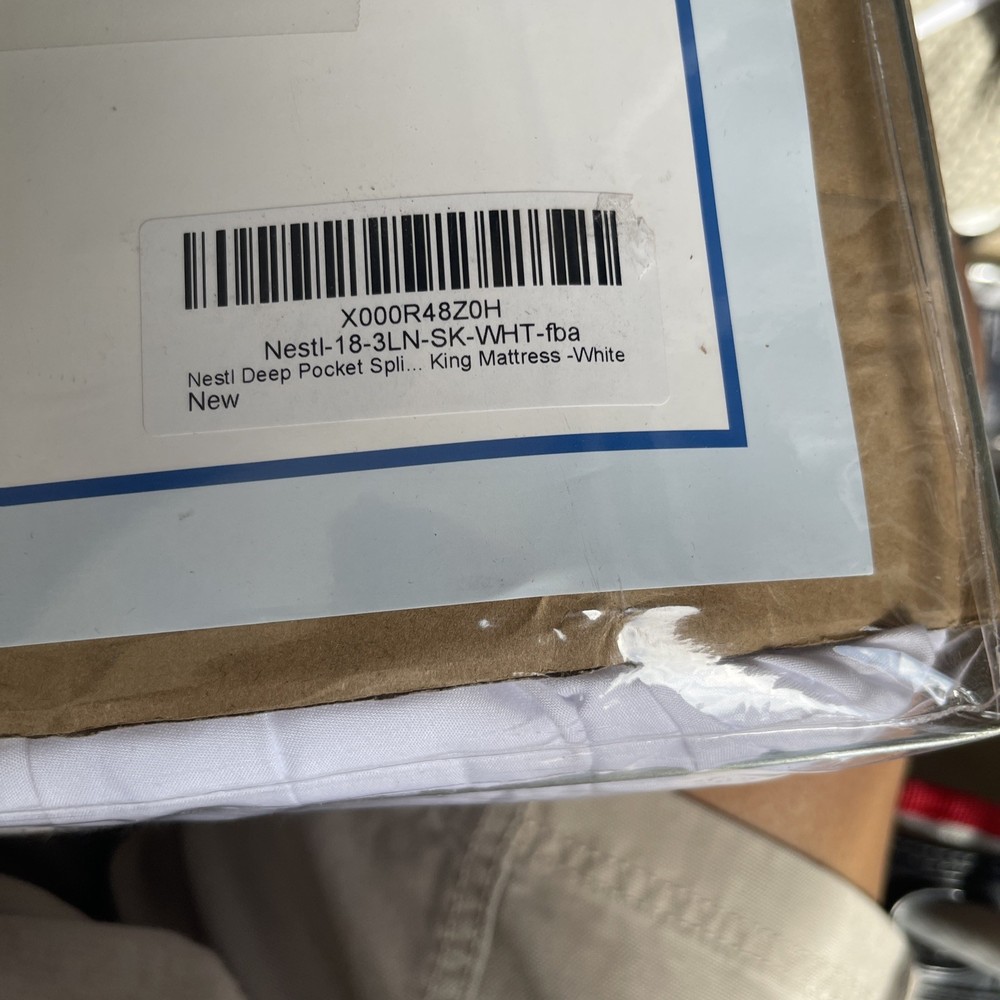 X000R48Z0H
Nestl-18-3LN-SK-WHT-fba
Nestl Deep Pocket Spli... King Mattress -White
New